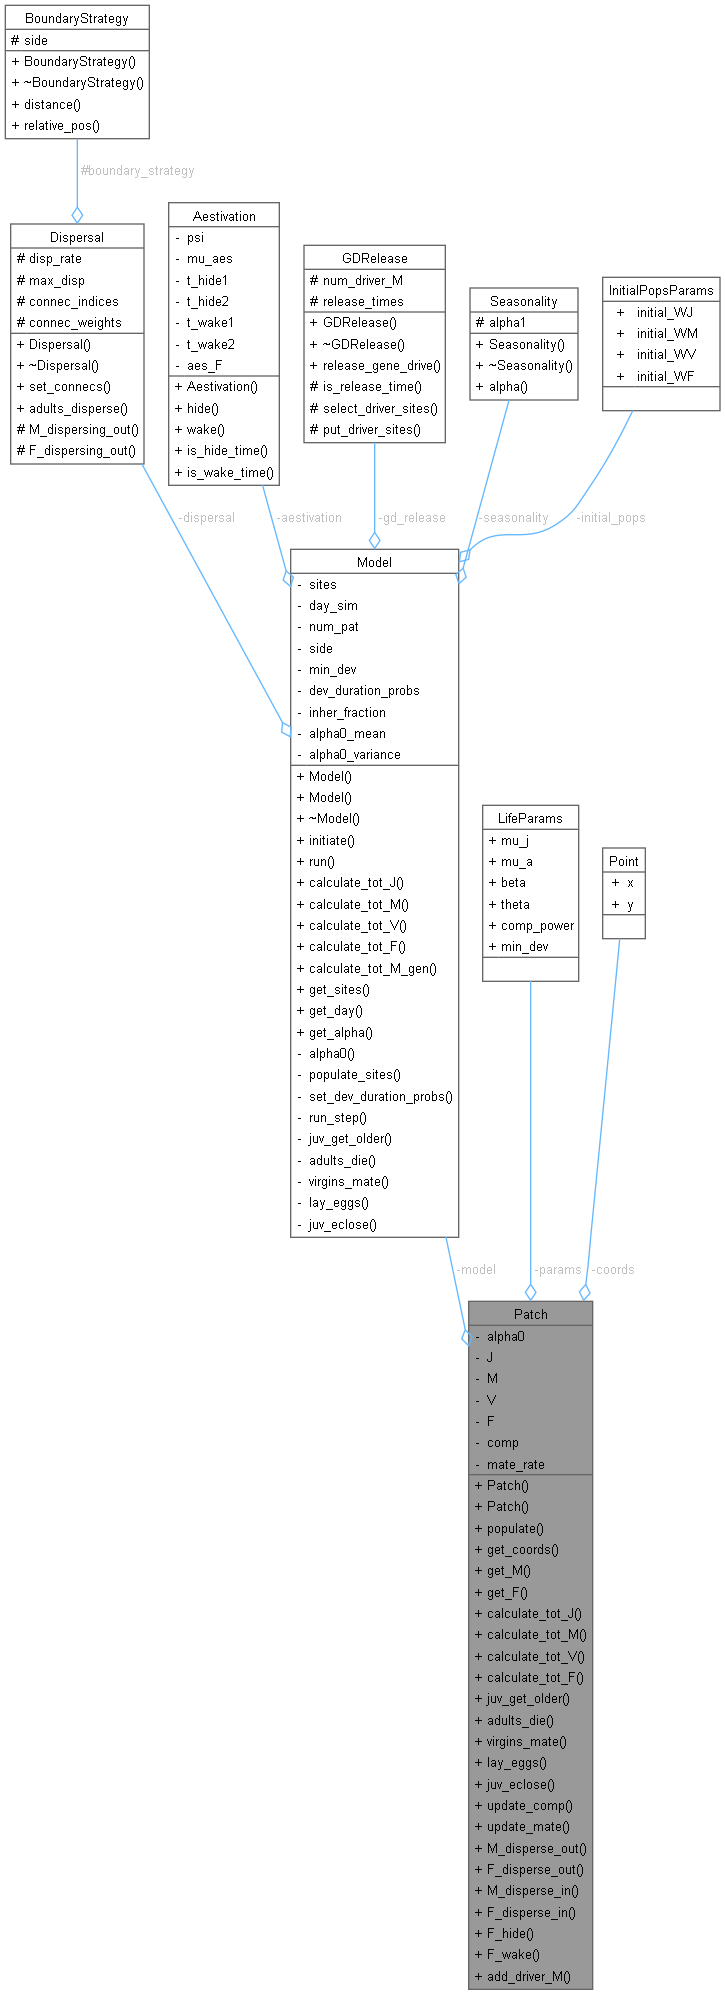 BoundaryStrategy
# side
+ BoundaryStrategy()
+ ~BoundaryStrategy()
+ distance()
+ relative_pos()
#boundary_strategy
Dispersal
# disp_rate
# max_disp
# connec_indices
# connec_weights
+ Dispersal()
+ ~Dispersal()
+ set_connecs()
+ adults_disperse()
# M_dispersing_out()
# F_dispersing_out()
Aestivation
- psi
- mu_aes
- t_hide1
- t_hide2
- t_wake1
- t_wake2
- aes_F
+ Aestivation()
+ hide()
+ wake()
+ is_hide_time()
+ is_wake_time()
GDRelease
# num_driver_M
# release_times
+ GDRelease()
+ ~GDRelease()
+ release_gene_drive()
# is_release_time()
# select_driver_sites()
# put_driver_sites()
Seasonality
# alpha1
+ Seasonality()
+ ~Seasonality()
+ alpha()
InitialPopsParams
+ initial_WJ
+ initial_WM
+ initial_WV
+ initial_WF
-dispersal
-aestivation
-gd_release
-seasonality
-initial_pops
Model
- sites
- day_sim
- num_pat
- side
- min_dev
- dev_duration_probs
- inher_fraction
- alpha0_mean
- alpha0_variance
+ Model()
+ Model()
+ ~Model()
+ initiate()
+ run()
+ calculate_tot_J()
+ calculate_tot_M()
+ calculate_tot_V()
+ calculate_tot_F()
+ calculate_tot_M_gen()
+ get_sites()
+ get_day()
+ get_alpha()
- alpha0()
- populate_sites()
- set_dev_duration_probs()
- run_step()
- juv_get_older()
- adults_die()
- virgins_mate()
- lay_eggs()
- juv_eclose()
LifeParams
+ mu_j
+ mu_a
+ beta
+ theta
+ comp_power
+ min_dev
Point
+ x
+ y
-model
-params
-coords
Patch
- alpha0
- J
- M
- V
- F
- comp
- mate_rate
+ Patch()
+ Patch()
+ populate()
+ get_coords()
+ get_M()
+ get_F()
+ calculate_tot_J()
+ calculate_tot_M()
+ calculate_tot_V()
+ calculate_tot_F()
+ juv_get_older()
+ adults_die()
+ virgins_mate()
+ lay_eggs()
+ juv_eclose()
+ update_comp()
+ update_mate()
+ M_disperse_out()
+ F_disperse_out()
+ M_disperse_in()
+ F_disperse_in()
+ F_hide()
+ F_wake()
+ add_driver_M()